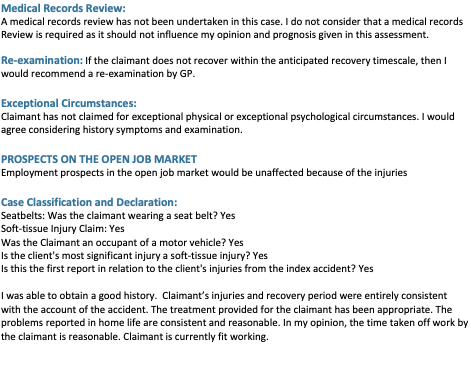 Medical Records Review:
A medical records review has not been undertaken in this case. I do not consider that a medical records
Review is required as it should not influence my opinion and prognosis given in this assessment.
Re-examination: If the claimant does not recover within the anticipated recovery timescale, then I
would recommend a re-examination by GP.
Exceptional Circumstances:
Claimant has not claimed for exceptional physical or exceptional psychological circumstances. I would
agree considering history symptoms and examination.
PROSPECTS ON THE OPEN JOB MARKET
Employment prospects in the open job market would be unaffected because of the injuries
Case Classification and Declaration:
Seatbelts: Was the claimant wearing a seat belt? Yes
Soft-tissue Injury Claim: Yes
Was the Claimant an occupant of a motor vehicle? Yes
Is the client's most significant injury a soft-tissue injury? Yes
Is this the first report in relation to the client's injuries from the index accident? Yes
I was able to obtain a good history.  Claimant's injuries and recovery period were entirely consistent
with the account of the accident. The treatment provided for the claimant has been appropriate. The
problems reported in home life are consistent and reasonable. In my opinion, the time taken off work by
the claimant is reasonable. Claimant is currently fit working.